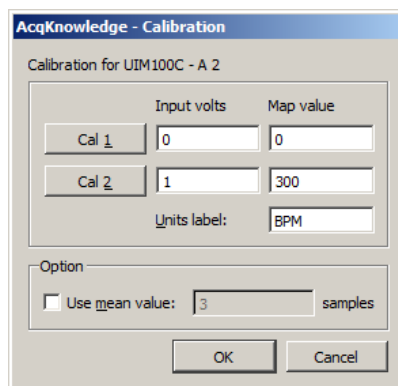 AcqKnowledge - Calibration
Calibration for UIM100C - A 2
Input volts Map value
Cal 1 0 0
Cal 2 1 300
Units label: BPM
Option
Use mean value: 3 samples
OK Cancel